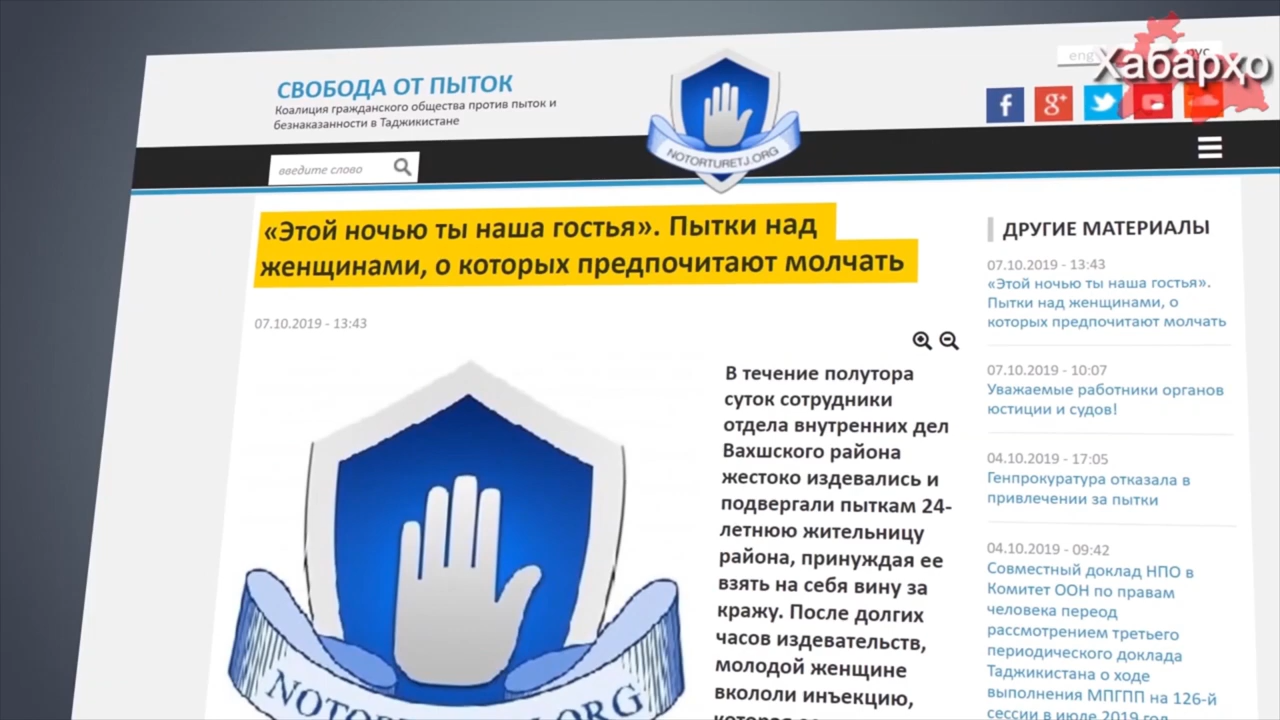 Хабарҳо
СВОБОДА ОТ ПЫТОК
Коалиция гражданского общества против пыток и
безнаказанности в Таджикистане
eng
рус
NOTORTURETJ.ORG
введите слово
«Этой ночью ты наша гостья». Пытки над
женщинами, о которых предпочитают молчать
07.10.2019 - 13:43
В течение полутора
суток сотрудники
отдела внутренних дел
Вахшского района
жестоко издевались и
подвергали пыткам 24-
летнюю жительницу
района, принуждая ее
взять на себя вину за
кражу. После долгих
часов издевательств,
молодой женщине
вкололи инъекцию,
ДРУГИЕ МАТЕРИАЛЫ
07.10.2019 - 13:43
«Этой ночью ты наша гостья».
Пытки над женщинами, о
которых предпочитают молчать
07.10.2019 - 10:07
Уважаемые работники органов
юстиции и судов!
04.10.2019 - 17:05
Генпрокуратура отказала в
привлечении за пытки
04.10.2019 - 09:42
Совместный доклад НПО в
Комитет ООН по правам
человека переод
рассмотрением третьего
периодического доклада
Таджикистана о ходе
выполнения МПГПП на 126-й
сессии в июле 2019 год